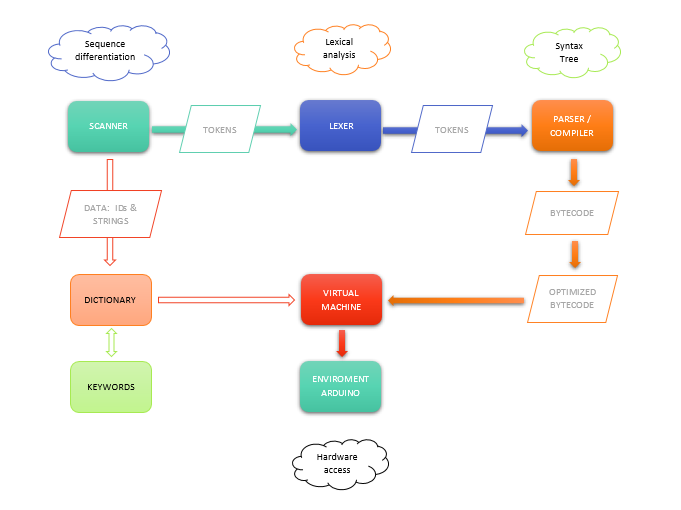 Sequence
differentiation
Lexical
analysis
Syntax
Tree
SCANNER
TOKENS
LEXER
TOKENS
PARSER /
COMPILER
DATA: IDs &
STRINGS
BYTECODE
DICTIONARY
VIRTUAL
MACHINE
OPTIMIZED
BYTECODE
KEYWORDS
ENVIROMENT
ARDUINO
Hardware
access